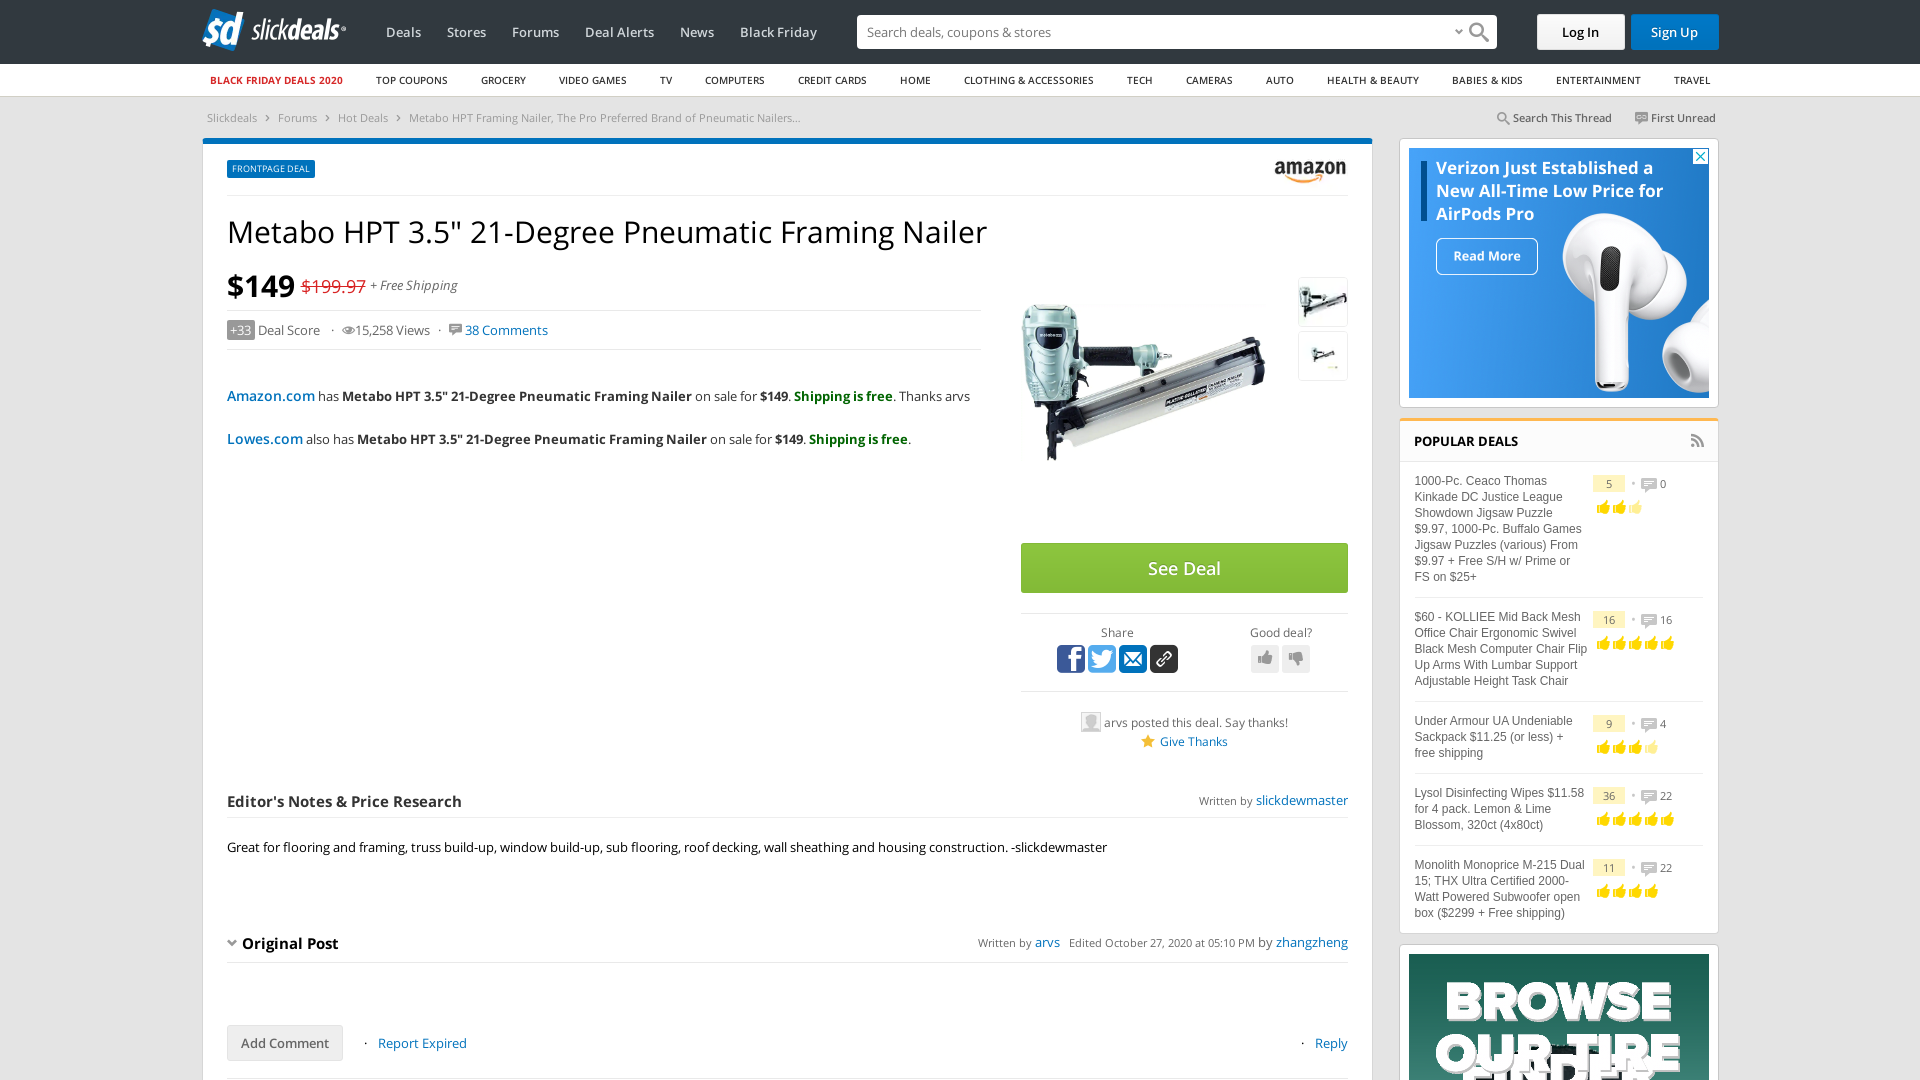 slickdeals
Deals
Stores
Forums
Deal Alerts
News
Black Friday
Search deals, coupons & stores
Log In
Sign Up
BLACK FRIDAY DEALS 2020
TOP COUPONS
GROCERY
VIDEO GAMES
TV
COMPUTERS
CREDIT CARDS
HOME
CLOTHING & ACCESSORIES
TECH
CAMERAS
AUTO
HEALTH & BEAUTY
BABIES & KIDS
ENTERTAINMENT
TRAVEL
Slickdeals > Forums > Hot Deals > Metabo HPT Framing Nailer, The Pro Preferred Brand of Pneumatic Nailers...
Search This Thread
First Unread
FRONTPAGE DEAL
amazon
Metabo HPT 3.5" 21-Degree Pneumatic Framing Nailer
$149 $199.97 + Free Shipping
+33 Deal Score · 15,258 Views · 38 Comments
Amazon.com has Metabo HPT 3.5" 21-Degree Pneumatic Framing Nailer on sale for $149. Shipping is free. Thanks arvs
Lowes.com also has Metabo HPT 3.5" 21-Degree Pneumatic Framing Nailer on sale for $149. Shipping is free.
See Deal
Share
Good deal?
arvs posted this deal. Say thanks!
Give Thanks
Editor's Notes & Price Research
Written by slickdewmaster
Great for flooring and framing, truss build-up, window build-up, sub flooring, roof decking, wall sheathing and housing construction. -slickdewmaster
Original Post
Written by arvs Edited October 27, 2020 at 05:10 PM by zhangzheng
Add Comment
· Report Expired
· Reply
Verizon Just Established a
New All-Time Low Price for
AirPods Pro
Read More
POPULAR DEALS
1000-Pc. Ceaco Thomas
Kinkade DC Justice League
Showdown Jigsaw Puzzle
$9.97, 1000-Pc. Buffalo Games
Jigsaw Puzzles (various) From
$9.97 + Free S/H w/ Prime or
FS on $25+
5 • 0
$60 - KOLLIEE Mid Back Mesh
Office Chair Ergonomic Swivel
Black Mesh Computer Chair Flip
Up Arms With Lumbar Support
Adjustable Height Task Chair
16 • 16
Under Armour UA Undeniable
Sackpack $11.25 (or less) +
free shipping
9 • 4
Lysol Disinfecting Wipes $11.58
for 4 pack. Lemon & Lime
Blossom, 320ct (4x80ct)
36 • 22
Monolith Monoprice M-215 Dual
15; THX Ultra Certified 2000-
Watt Powered Subwoofer open
box ($2299 + Free shipping)
11 • 22
BROWSE
OUR TIRE
FINDER